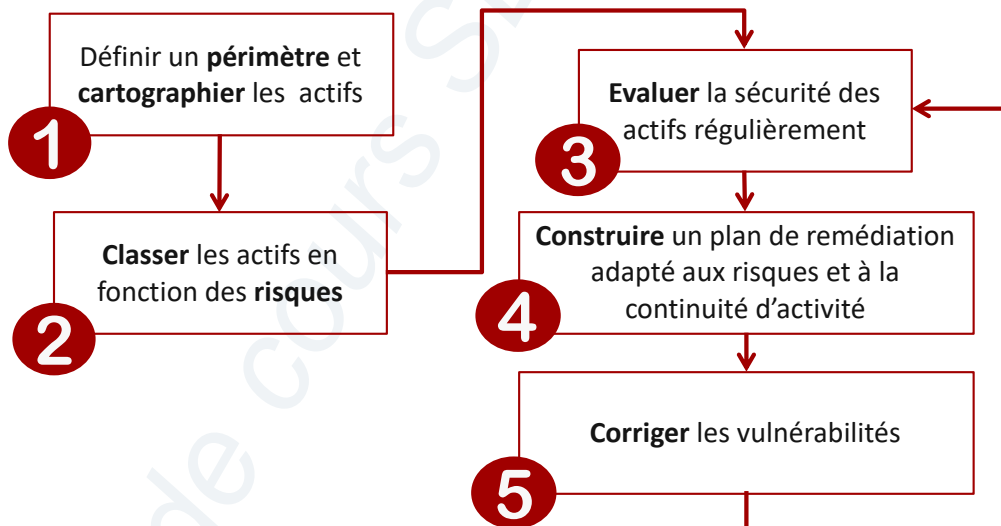 Définir un périmètre et
cartographier les actifs
1
Classer les actifs en
fonction des risques
2
Evaluer la sécurité des
actifs régulièrement
3
Construire un plan de remédiation
adapté aux risques et à la
continuité d'activité
4
Corriger les vulnérabilités
5
de cours